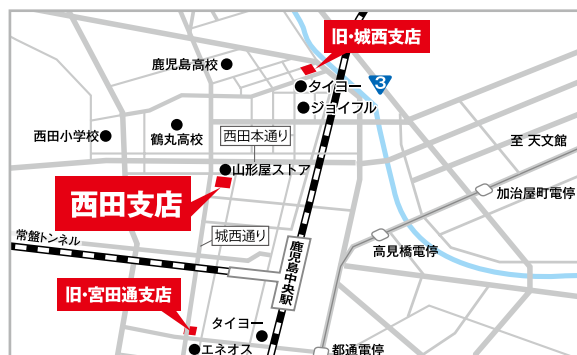 旧・城西支店
鹿児島高校
3
タイヨー
ジョイフル
西田小学校
鶴丸高校
西田本通り
至 天文館
山形屋ストア
西田支店
加治屋町電停
城西通り
常盤トンネル
高見橋電停
鹿児島中央駅
旧・宮田通支店
タイヨー
エネオス
都通電停